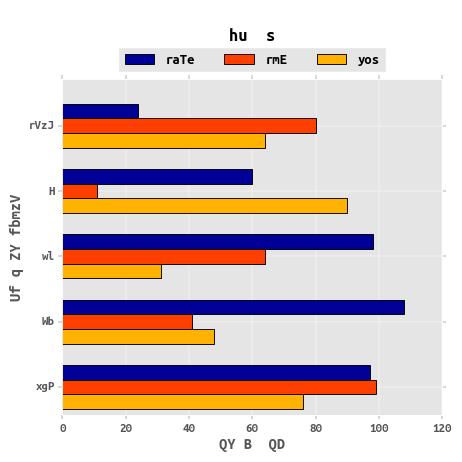 hu  s
raTe rmE yos
rVzJ
H
wl
Wb
xgP
0 20 40 60 80 100 120
QY B  QD
Uf q ZY fbmzV